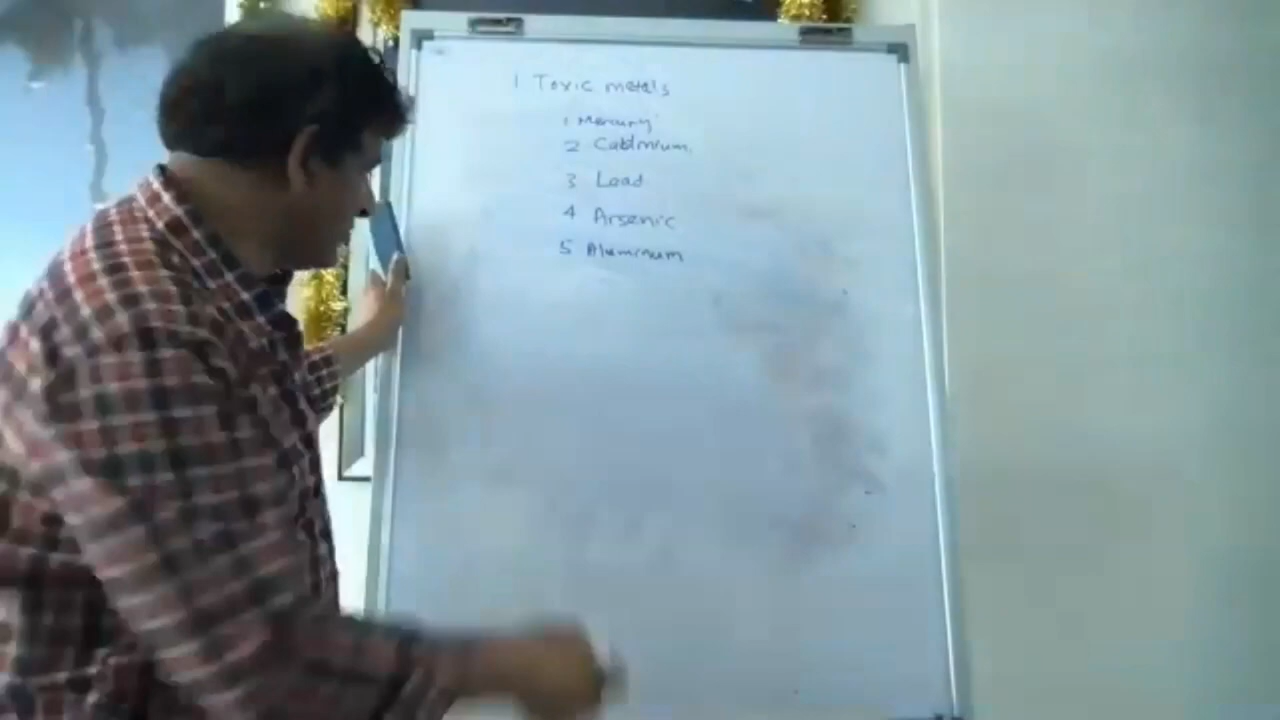 1 Toxic metals
1 Mercury
2 Cadmium
3 Lead
4 Arsenic
5 Aluminum